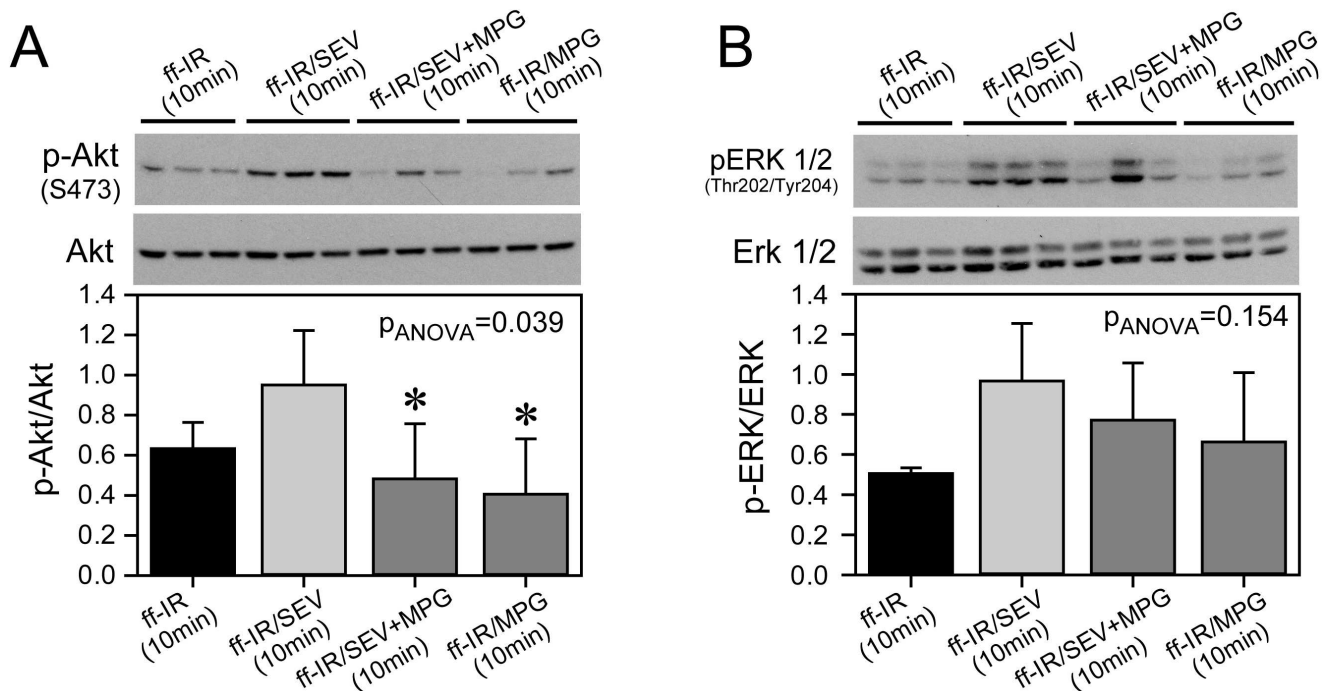 A
ff-IR
(10min)
ff-IR/SEV
(10min)
ff-IR/SEV+MPG
(10min)
ff-IR/MPG
(10min)
p-Akt
(S473)
Akt
1.4
1.2
1.0
0.8
0.6
0.4
0.2
0.0
p-Akt/Akt
pANOVA=0.039
*
*
ff-IR
(10min)
ff-IR/SEV
(10min)
ff-IR/SEV+MPG
(10min)
ff-IR/MPG
(10min)
B
ff-IR
(10min)
ff-IR/SEV
(10min)
ff-IR/SEV+MPG
(10min)
ff-IR/MPG
(10min)
pERK 1/2
(Thr202/Tyr204)
Erk 1/2
1.4
1.2
1.0
0.8
0.6
0.4
0.2
0.0
p-ERK/ERK
pANOVA=0.154
ff-IR
(10min)
ff-IR/SEV
(10min)
ff-IR/SEV+MPG
(10min)
ff-IR/MPG
(10min)